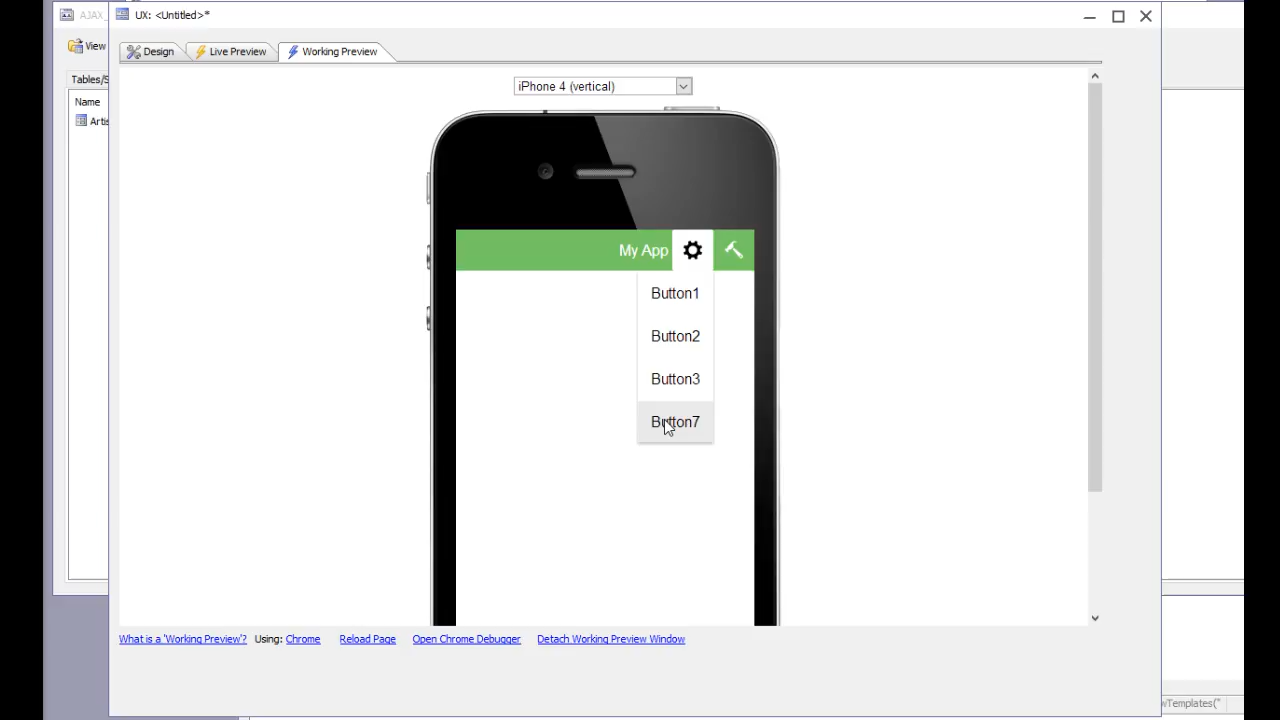 AJAX_
UX: <Untitled>*
View
Design
Live Preview
Working Preview
Tables/S
Name
Artis
iPhone 4 (vertical)
My App
Button1
Button2
Button3
Button7
What is a 'Working Preview'? Using: Chrome Reload Page Open Chrome Debugger Detach Working Preview Window
wTemplates("